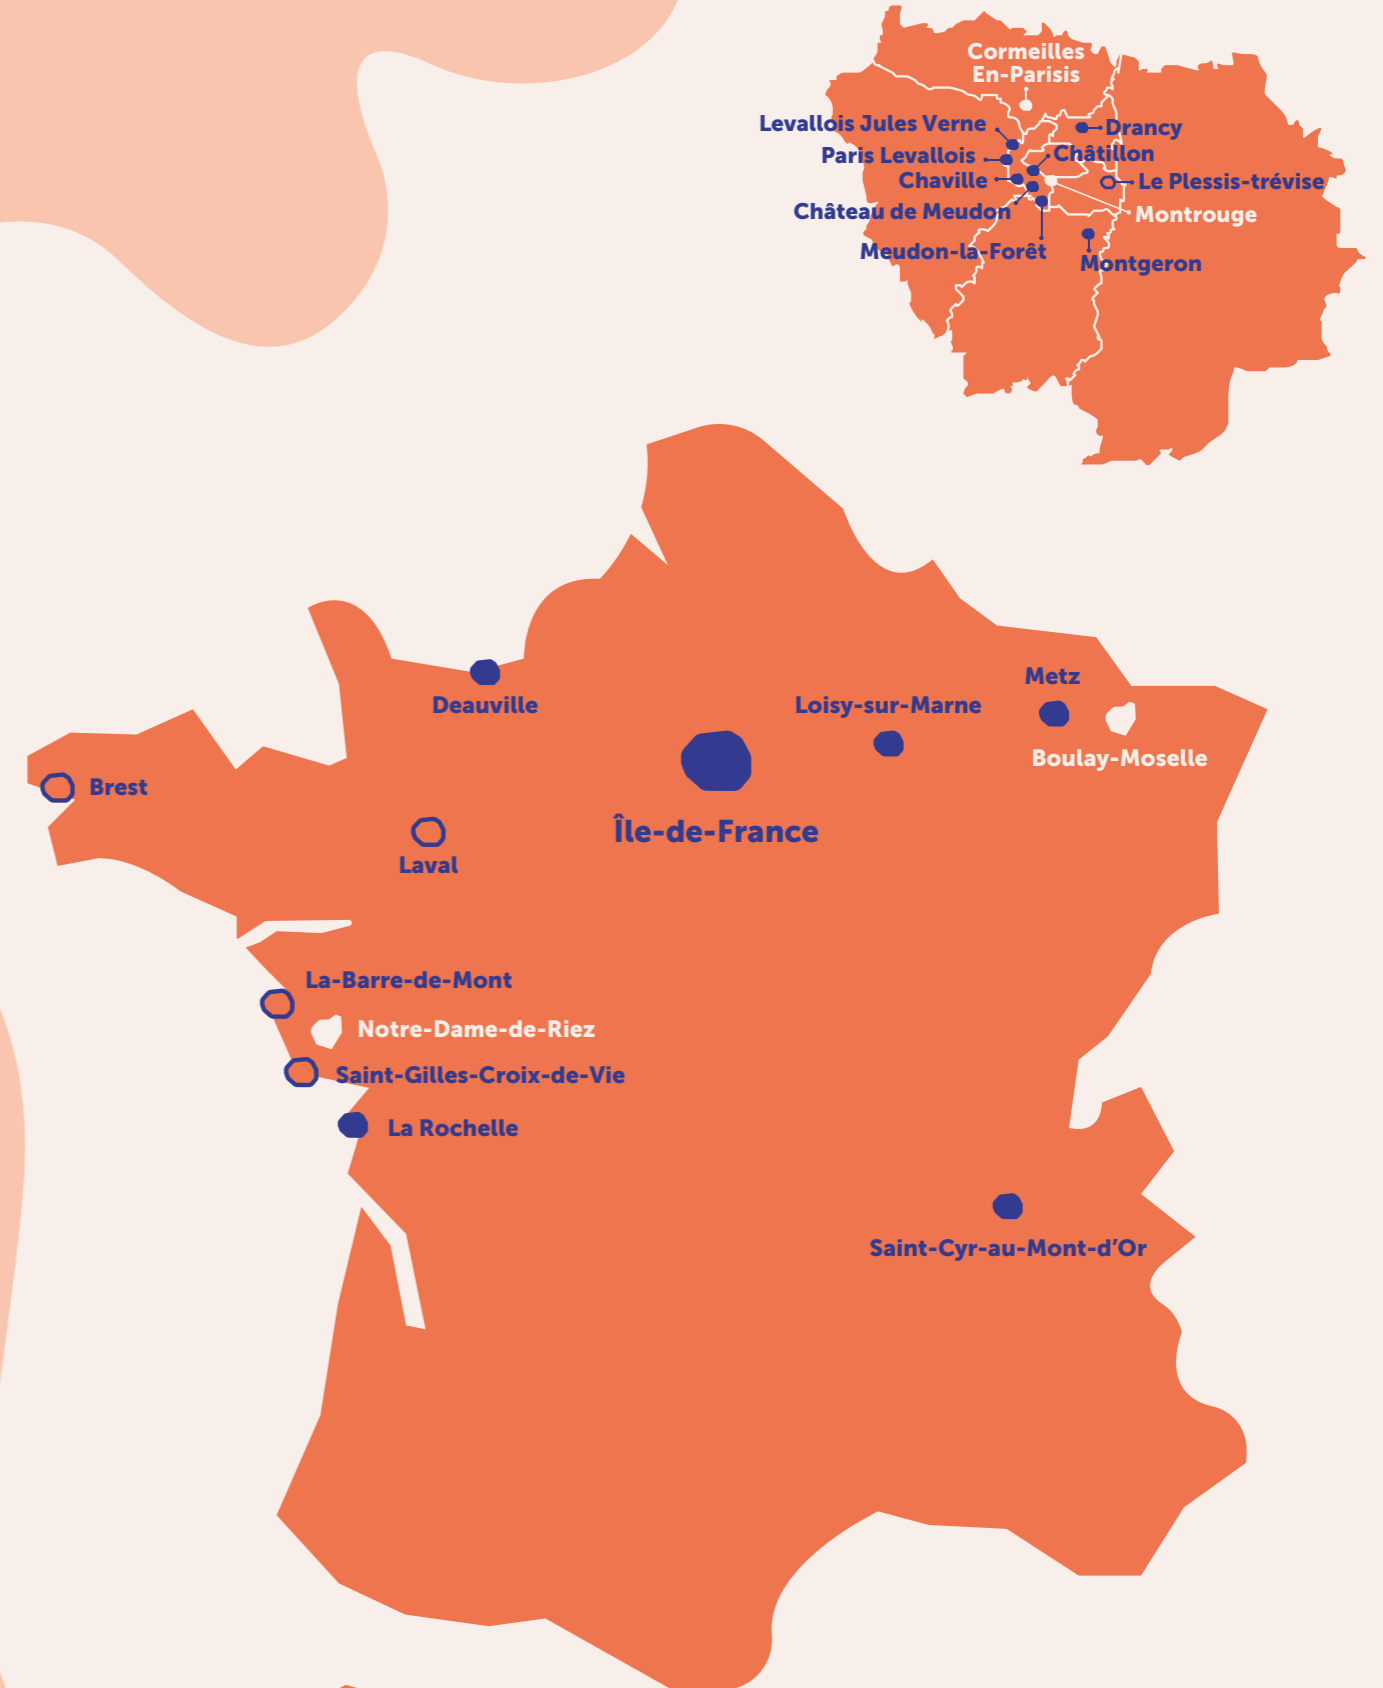 Cormeilles
En-Parisis
Levallois Jules Verne
Drancy
Paris Levallois
Châtillon
Chaville
Le Plessis-trévise
Château de Meudon
Montrouge
Meudon-la-Forêt
Montgeron
Metz
Deauville
Loisy-sur-Marne
Boulay-Moselle
Brest
Île-de-France
Laval
La-Barre-de-Mont
Notre-Dame-de-Riez
Saint-Gilles-Croix-de-Vie
La Rochelle
Saint-Cyr-au-Mont-d’Or